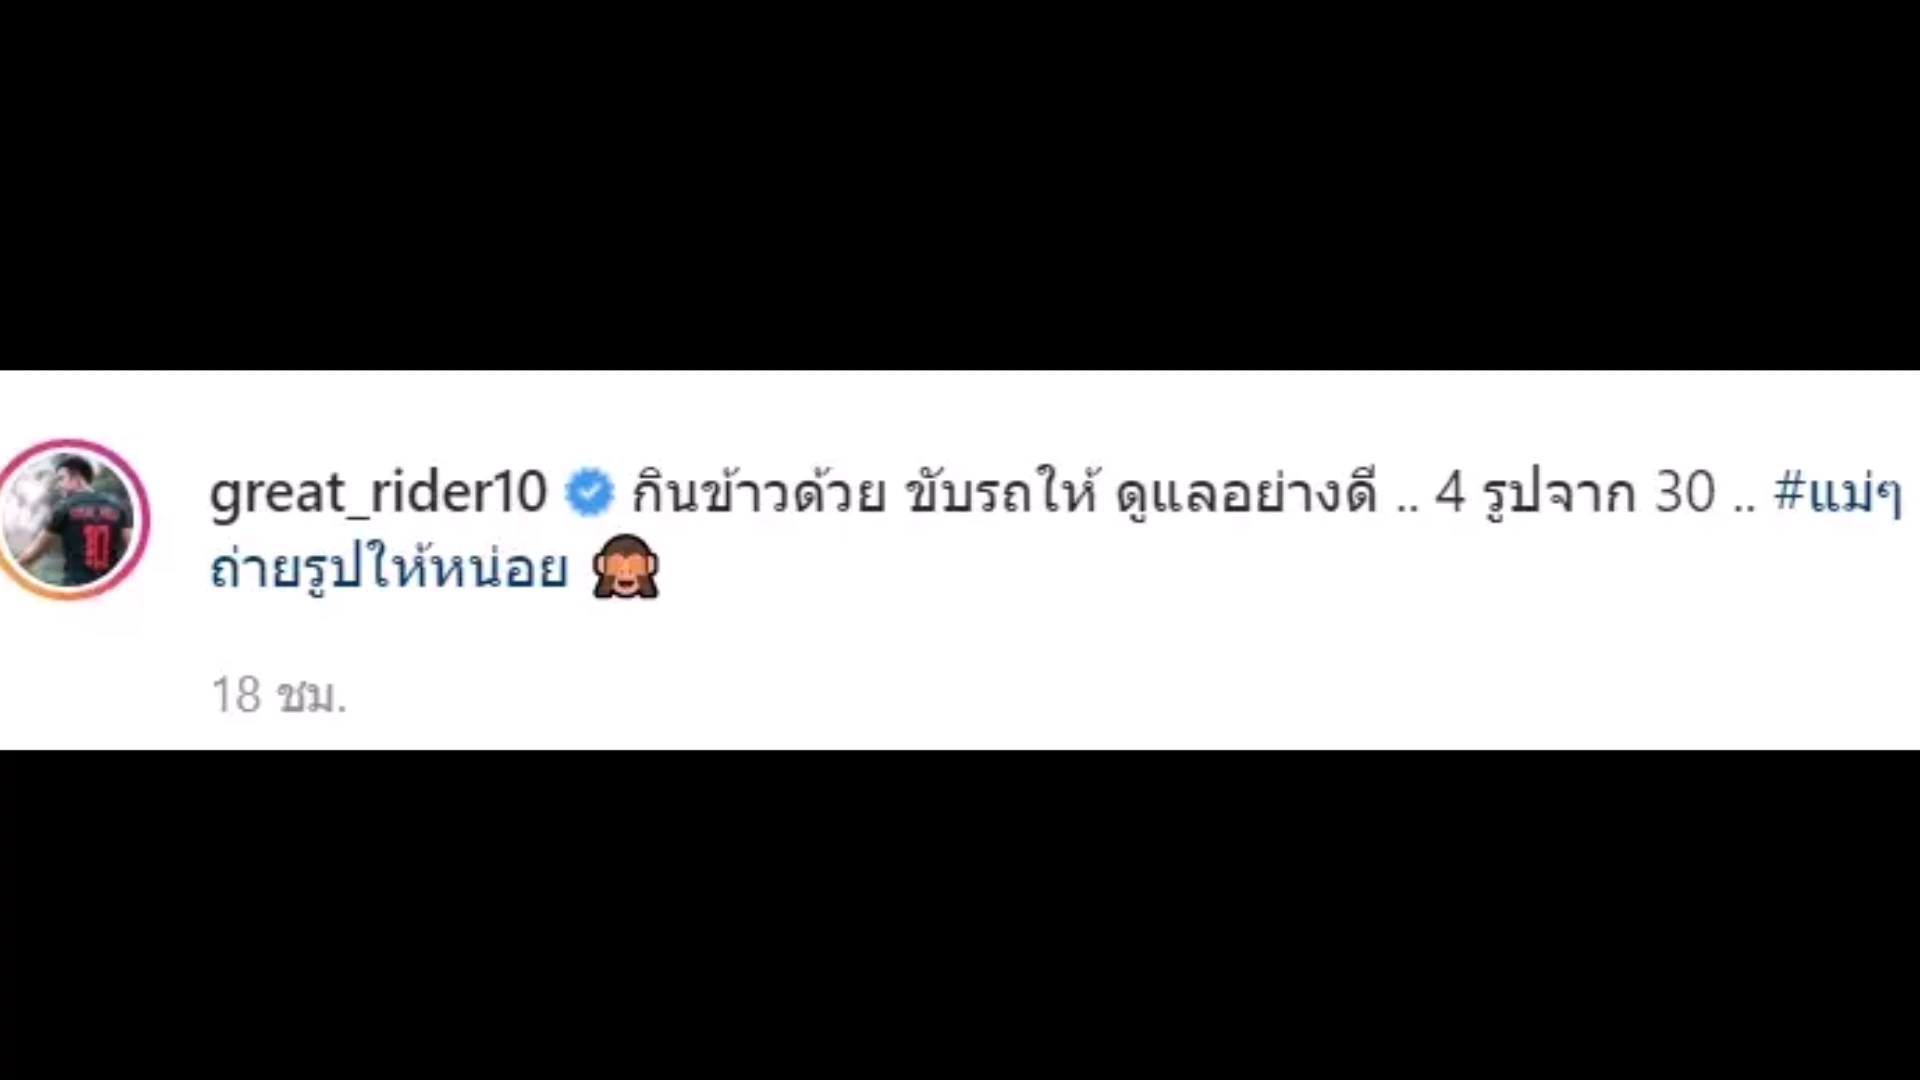 great_rider10 กินข้าวด้วย ขับรถให้ ดูแลอย่างดี .. 4 รูปจาก 30 .. #แม่ๆ
ถ่ายรูปให้หน่อย 🙈
18 ชม.